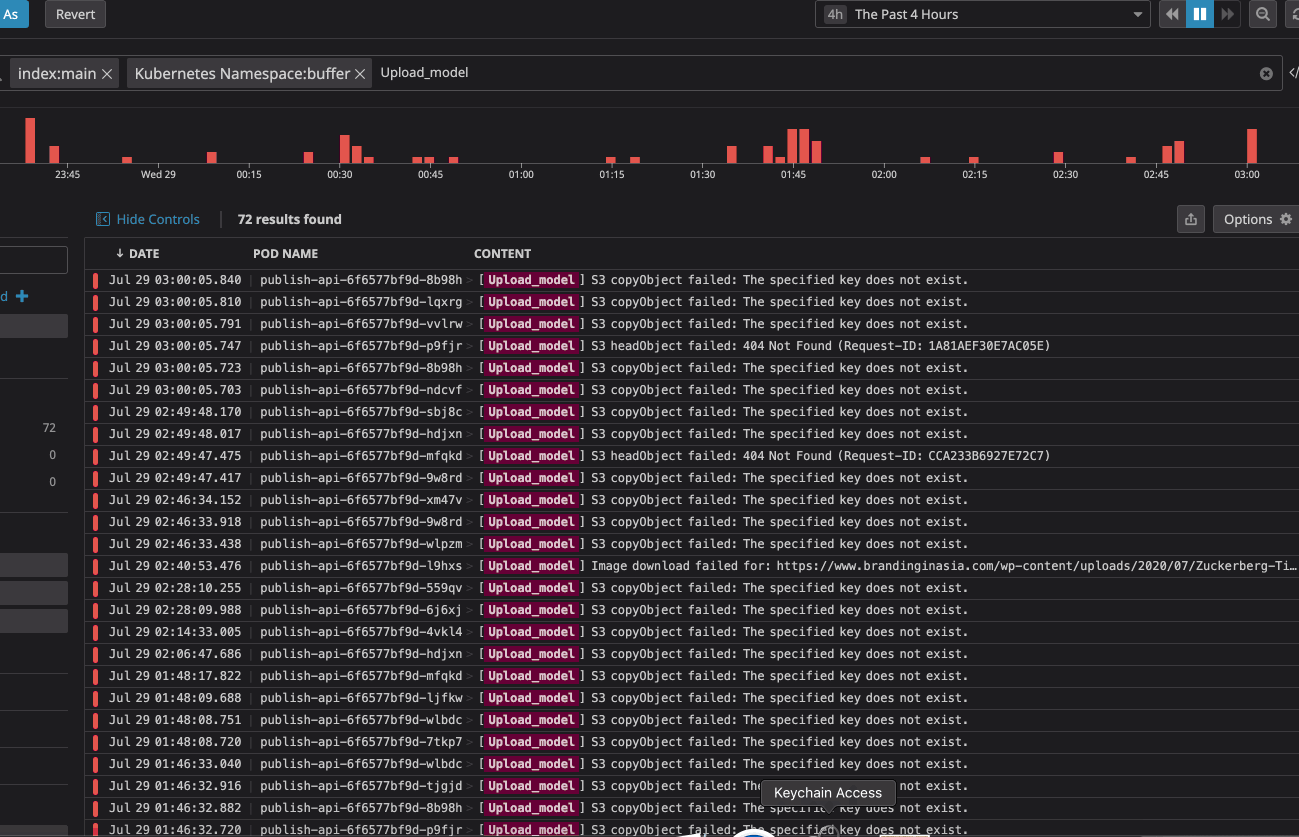 As Revert 4h The Past 4 Hours
index:main Kubernetes Namespace:buffer Upload_model
23:45 Wed 29 00:15 00:30 00:45 01:00 01:15 01:30 01:45 02:00 02:15 02:30 02:45 03:00
Hide Controls 72 results found Options
DATE POD NAME CONTENT
Jul 29 03:00:05.840 publish-api-6f6577bf9d-8b98h [Upload_model] S3 copyObject failed: The specified key does not exist.
d
Jul 29 03:00:05.810 publish-api-6f6577bf9d-lqxrg [Upload_model] S3 copyObject failed: The specified key does not exist.
Jul 29 03:00:05.791 publish-api-6f6577bf9d-vvlrw [Upload_model] S3 copyObject failed: The specified key does not exist.
Jul 29 03:00:05.747 publish-api-6f6577bf9d-p9fjr [Upload_model] S3 headObject failed: 404 Not Found (Request-ID: 1A81AEF30E7AC05E)
Jul 29 03:00:05.723 publish-api-6f6577bf9d-8b98h [Upload_model] S3 copyObject failed: The specified key does not exist.
Jul 29 03:00:05.703 publish-api-6f6577bf9d-ndcvf [Upload_model] S3 copyObject failed: The specified key does not exist.
Jul 29 02:49:48.170 publish-api-6f6577bf9d-sbj8c [Upload_model] S3 copyObject failed: The specified key does not exist.
72
Jul 29 02:49:48.017 publish-api-6f6577bf9d-hdjxn [Upload_model] S3 copyObject failed: The specified key does not exist.
0
Jul 29 02:49:47.475 publish-api-6f6577bf9d-mfqkd [Upload_model] S3 headObject failed: 404 Not Found (Request-ID: CCA233B6927E72C7)
0
Jul 29 02:49:47.417 publish-api-6f6577bf9d-9w8rd [Upload_model] S3 copyObject failed: The specified key does not exist.
Jul 29 02:46:34.152 publish-api-6f6577bf9d-xm47v [Upload_model] S3 copyObject failed: The specified key does not exist.
Jul 29 02:46:33.918 publish-api-6f6577bf9d-9w8rd [Upload_model] S3 copyObject failed: The specified key does not exist.
Jul 29 02:46:33.438 publish-api-6f6577bf9d-wlpzm [Upload_model] S3 copyObject failed: The specified key does not exist.
Jul 29 02:40:53.476 publish-api-6f6577bf9d-l9hxs [Upload_model] Image download failed for: https://www.brandinginasia.com/wp-content/uploads/2020/07/Zuckerberg-Ti…
Jul 29 02:28:10.255 publish-api-6f6577bf9d-559qv [Upload_model] S3 copyObject failed: The specified key does not exist.
Jul 29 02:28:09.988 publish-api-6f6577bf9d-6j6xj [Upload_model] S3 copyObject failed: The specified key does not exist.
Jul 29 02:14:33.005 publish-api-6f6577bf9d-4vkl4 [Upload_model] S3 copyObject failed: The specified key does not exist.
Jul 29 02:06:47.686 publish-api-6f6577bf9d-hdjxn [Upload_model] S3 copyObject failed: The specified key does not exist.
Jul 29 01:48:17.822 publish-api-6f6577bf9d-mfqkd [Upload_model] S3 copyObject failed: The specified key does not exist.
Jul 29 01:48:09.688 publish-api-6f6577bf9d-ljfkw [Upload_model] S3 copyObject failed: The specified key does not exist.
Jul 29 01:48:08.751 publish-api-6f6577bf9d-wlbdc [Upload_model] S3 copyObject failed: The specified key does not exist.
Jul 29 01:48:08.720 publish-api-6f6577bf9d-7tkp7 [Upload_model] S3 copyObject failed: The specified key does not exist.
Jul 29 01:46:33.040 publish-api-6f6577bf9d-wlbdc [Upload_model] S3 copyObject failed: The specified key does not exist.
Jul 29 01:46:32.916 publish-api-6f6577bf9d-tjgjd [Upload_model] S3 copyObject failed: The not exist.
Keychain Access
Jul 29 01:46:32.882 publish-api-6f6577bf9d-8b98h [Upload_model] S3 copyObject failed: The specified key does not exist.
Jul 29 01:46:32.720 publish-api-6f6577bf9d-p9fjr [Upload_model] S3 copyObject failed: The specified key does not exist.